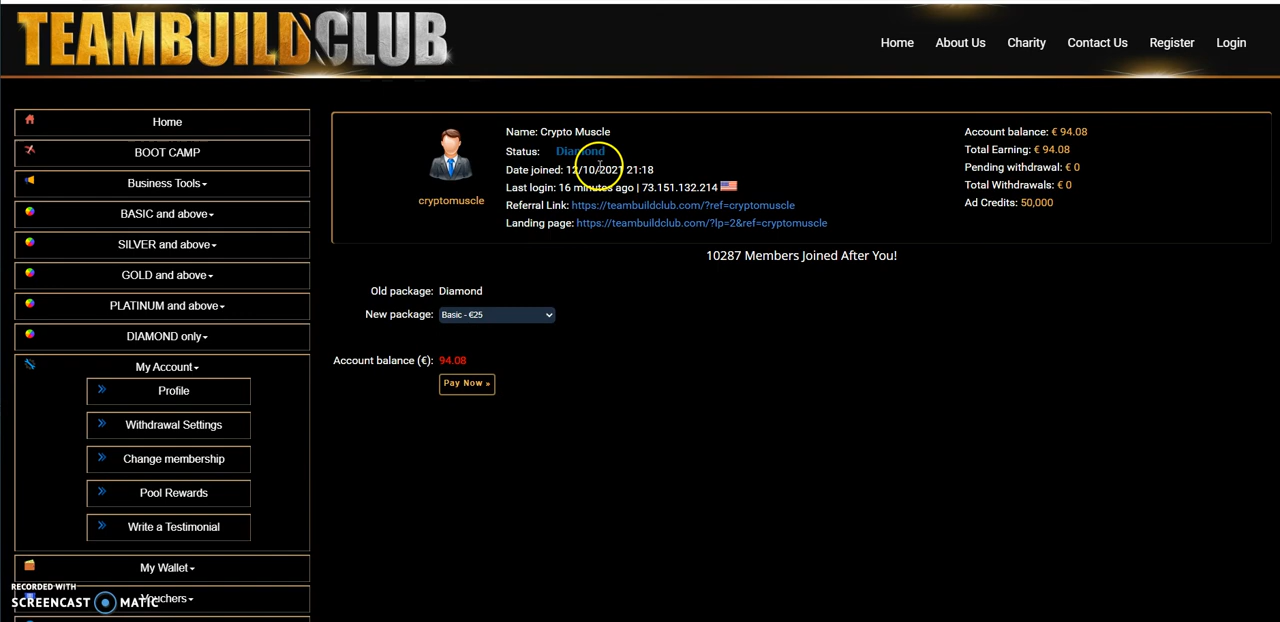 TEAMBUILDCLUB
Home About Us Charity Contact Us Register Login
Home
BOOT CAMP
Business Tools
BASIC and above
SILVER and above
GOLD and above
PLATINUM and above
DIAMOND only
My Account
Profile
Withdrawal Settings
Change membership
Pool Rewards
Write a Testimonial
My Wallet
Vouchers
RECORDED WITH
SCREENCAST MATIC
cryptomuscle
Name: Crypto Muscle
Status: Diamond
Date joined: 12/10/2021 21:18
Last login: 16 minutes ago | 73.151.132.214
Referral Link: https://teambuildclub.com/?ref=cryptomuscle
Landing page: https://teambuildclub.com/?lp=2&ref=cryptomuscle
Account balance: € 94.08
Total Earning: € 94.08
Pending withdrawal: € 0
Total Withdrawals: € 0
Ad Credits: 50,000
10287 Members Joined After You!
Old package: Diamond
New package: Basic - €25
Account balance (€): 94.08
Pay Now »